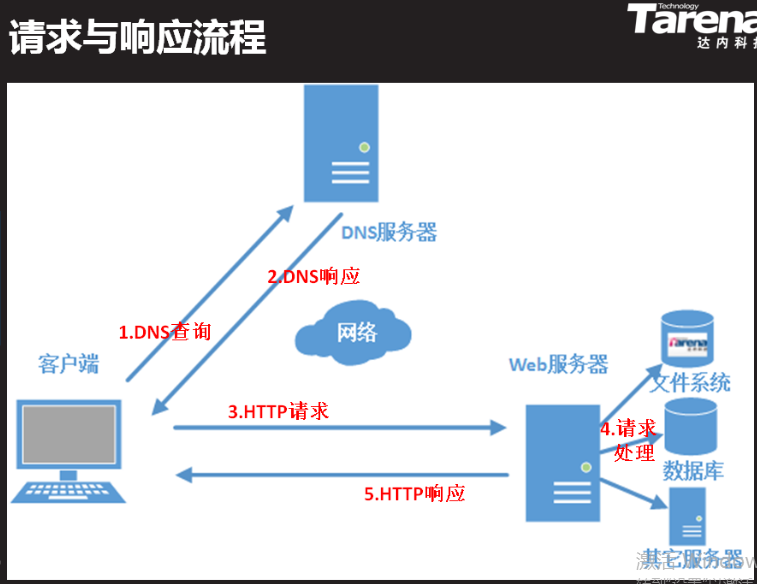 请求与响应流程
Technology
Tarena
达内科技
DNS服务器
2.DNS响应
1.DNS查询
网络
客户端
Web服务器
Tarena
文件系统
3.HTTP请求
4.请求
处理
数据库
5.HTTP响应
其它服务器
激活 Window